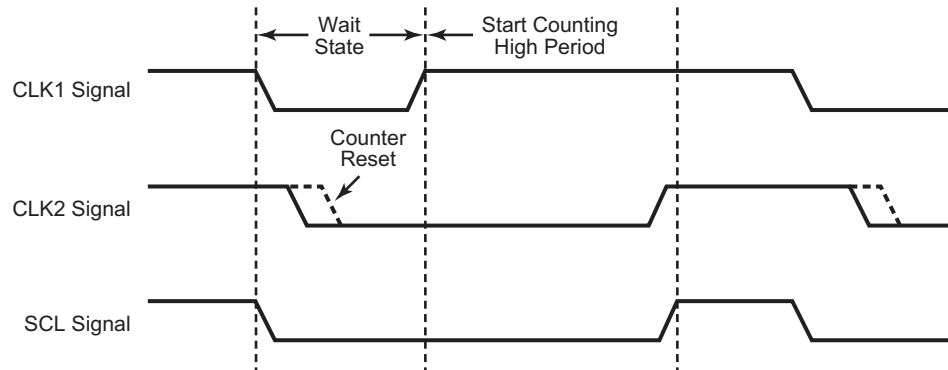 Wait
State
Start Counting
High Period
CLK1 Signal
Counter
Reset
CLK2 Signal
SCL Signal